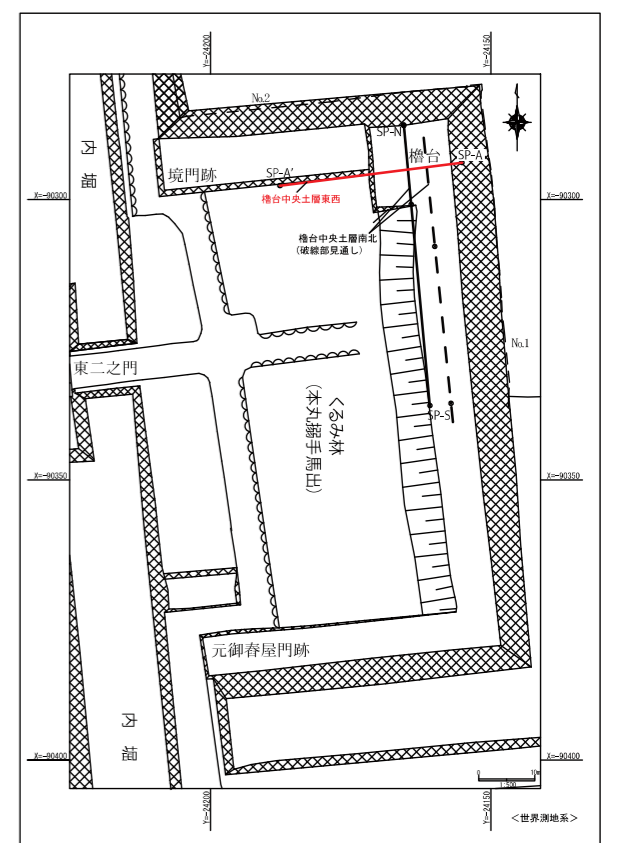 Y=-24200
Y=-24150
No.2
SP-N
内堀
境門跡
櫓台
SP-A
SP-A'
X=-90300
X=-90300
櫓台中央土層東西
櫓台中央土層南北
(破線部見通し)
No.1
東二之門
くるみ林
(本丸搦手馬出)
SP-S
X=-90350
X=-90350
元御春屋門跡
内堀
X=-90400
X=-90400
0 10m
1:500
Y=-24200
Y=-24150
<世界測地系>